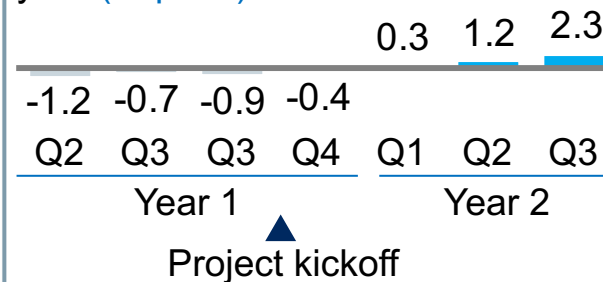 0.3 1.2 2.3
-1.2 -0.7 -0.9 -0.4
Q2 Q3 Q3 Q4 Q1 Q2 Q3
Year 1 Year 2
Project kickoff